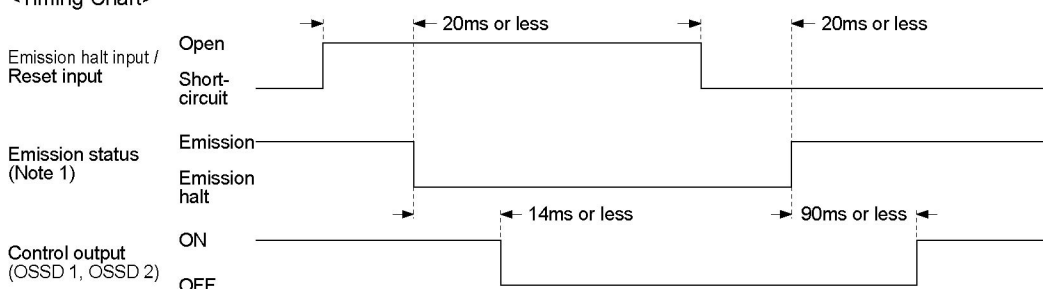 <Timing Chart>
20ms or less
20ms or less
Emission halt input /
Reset input
Open
Short-
circuit
Emission status
(Note 1)
Emission
Emission
halt
14ms or less
90ms or less
Control output
(OSSD 1, OSSD 2)
ON
OFF